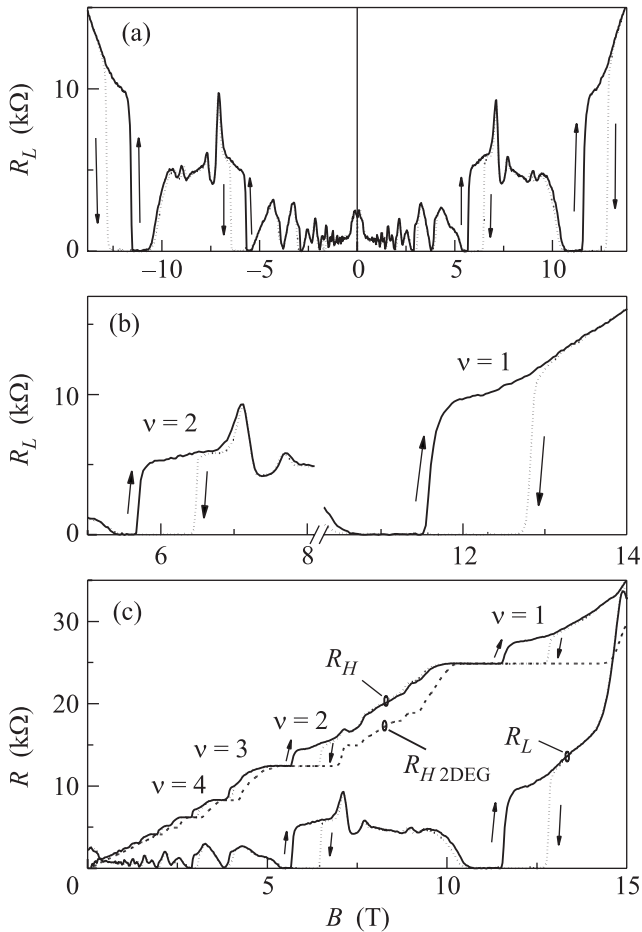 (a)
R_L (kΩ)
10
0
−10 −5 0 5 10
(b)
R_L (kΩ)
10
0
ν = 2
ν = 1
6 8 12 14
(c)
R (kΩ)
30
20
10
0
ν = 1
R_H
ν = 2
ν = 3
R_H 2DEG
R_L
ν = 4
0 5 10 15
B (T)